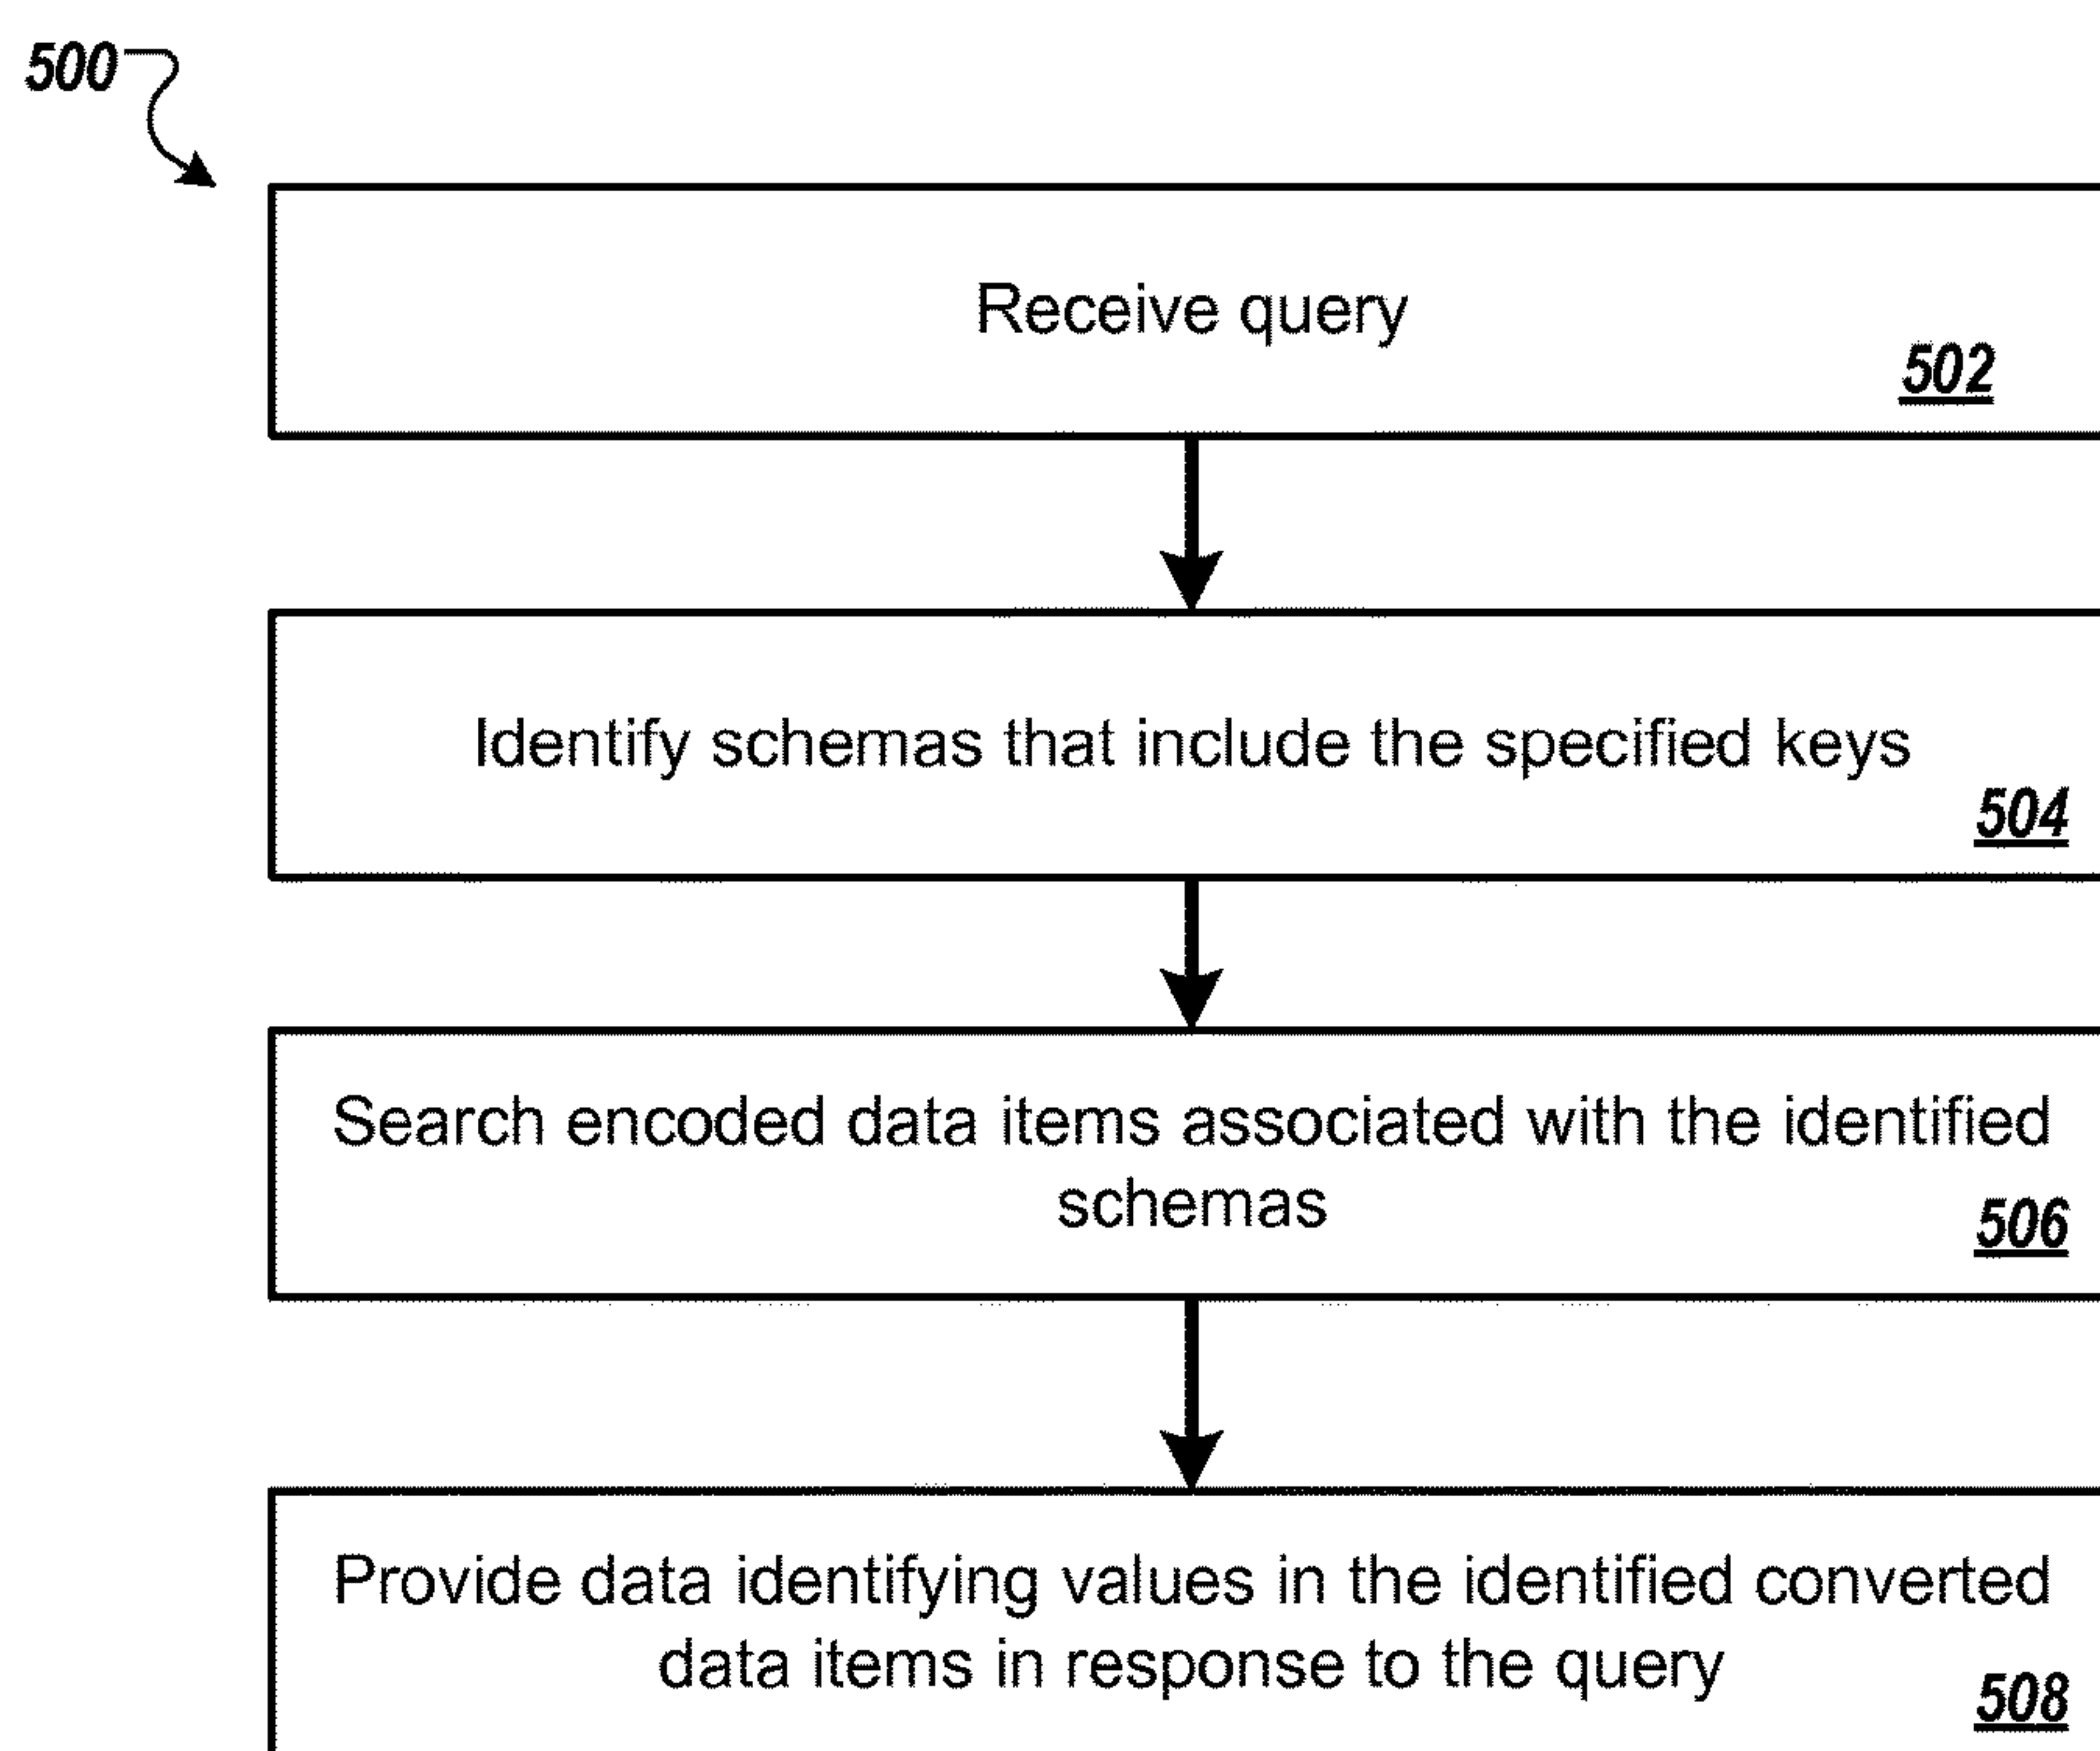 500
Receive query
502
Identify schemas that include the specified keys
504
Search encoded data items associated with the identified
schemas
506
Provide data identifying values in the identified converted
data items in response to the query
508